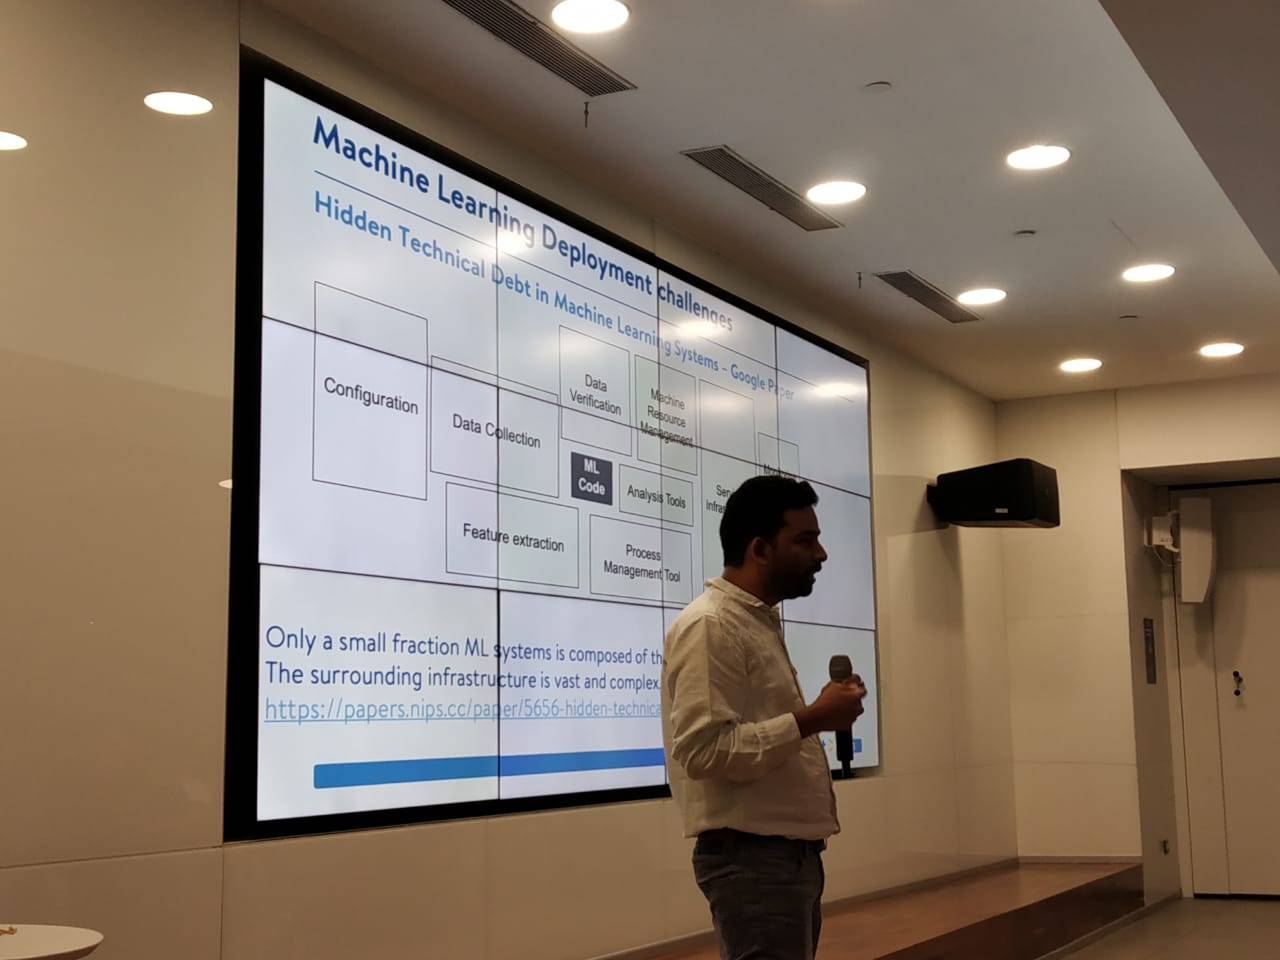 Machine Learning Deployment challenges
Hidden Technical Debt in Machine Learning Systems – Google Paper
Configuration
Data Collection
Data
Verification
Machine
Resource
Management
ML
Code
Analysis Tools
Feature extraction
Process
Management Tool
Only a small fraction ML systems is composed of
The surrounding infrastructure is vast and complex.
https://papers.nips.cc/paper/5656-hidden-technica